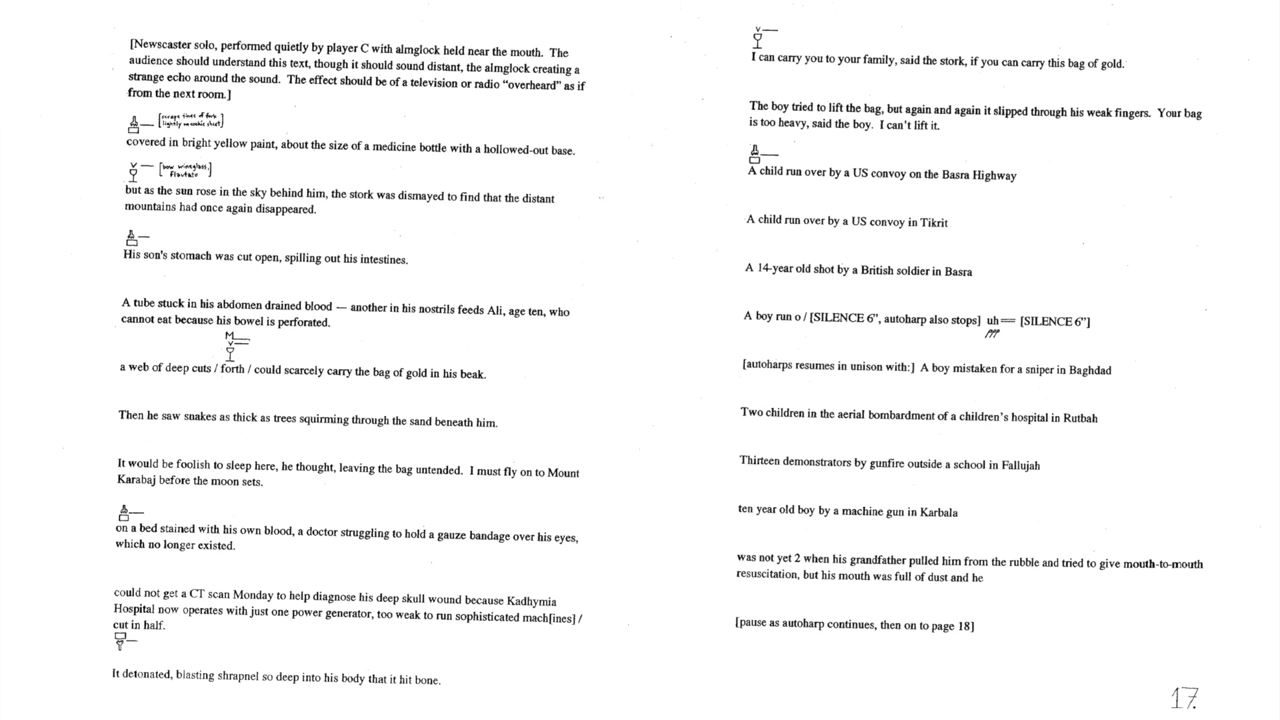 [Newscaster solo, performed quietly by player C with almglock held near the mouth. The
audience should understand this text, though it should sound distant, the almglock creating a
strange echo around the sound. The effect should be of a television or radio "overheard" as if
from the next room.]
[scrape tines of fork
lightly on ceramic shirt]
covered in bright yellow paint, about the size of a medicine bottle with a hollowed-out base.
[bow wineglass,
flautato]
but as the sun rose in the sky behind him, the stork was dismayed to find that the distant
mountains had once again disappeared.
His son's stomach was cut open, spilling out his intestines.
A tube stuck in his abdomen drained blood — another in his nostrils feeds Ali, age ten, who
cannot eat because his bowel is perforated.
M
a web of deep cuts / forth / could scarcely carry the bag of gold in his beak.
Then he saw snakes as thick as trees squirming through the sand beneath him.
It would be foolish to sleep here, he thought, leaving the bag untended. I must fly on to Mount
Karabaj before the moon sets.
on a bed stained with his own blood, a doctor struggling to hold a gauze bandage over his eyes,
which no longer existed.
could not get a CT scan Monday to help diagnose his deep skull wound because Kadhymia
Hospital now operates with just one power generator, too weak to run sophisticated mach[ines] /
cut in half.
It detonated, blasting shrapnel so deep into his body that it hit bone.
I can carry you to your family, said the stork, if you can carry this bag of gold.
The boy tried to lift the bag, but again and again it slipped through his weak fingers. Your bag
is too heavy, said the boy. I can't lift it.
A child run over by a US convoy on the Basra Highway
A child run over by a US convoy in Tikrit
A 14-year old shot by a British soldier in Basra
A boy run o / [SILENCE 6", autoharp also stops] uh== [SILENCE 6"]
ppp
[autoharps resumes in unison with:] A boy mistaken for a sniper in Baghdad
Two children in the aerial bombardment of a children's hospital in Rutbah
Thirteen demonstrators by gunfire outside a school in Fallujah
ten year old boy by a machine gun in Karbala
was not yet 2 when his grandfather pulled him from the rubble and tried to give mouth-to-mouth
resuscitation, but his mouth was full of dust and he
[pause as autoharp continues, then on to page 18]
17.